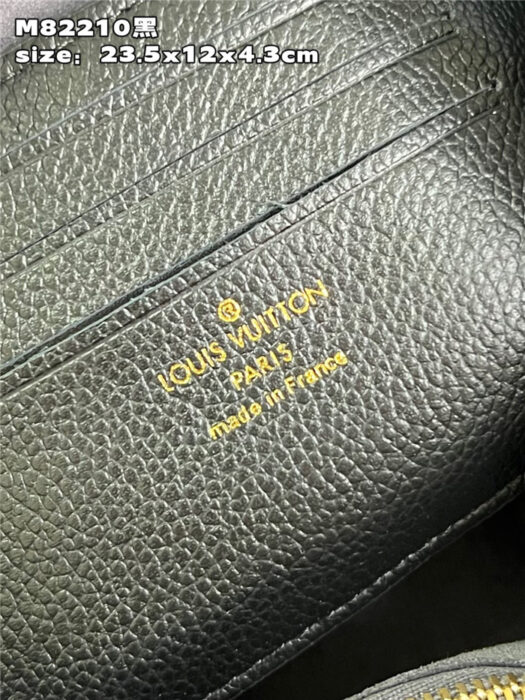 M82210黑
size：23.5x12x4.3cm
®
LOUIS VUITTON
PARIS
made in France